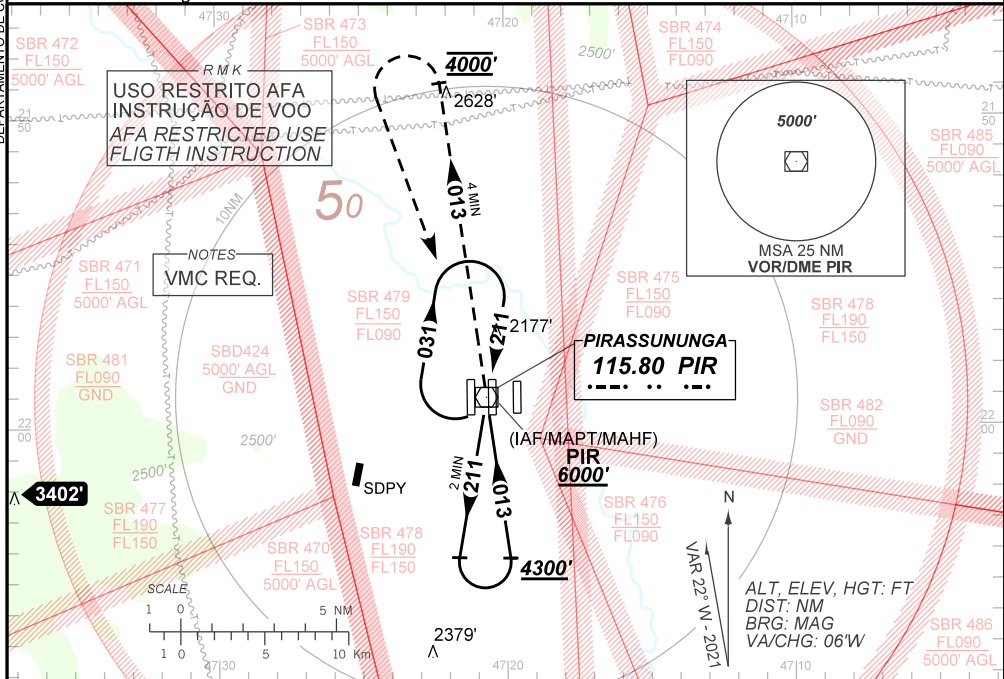 DEPARTAMENTO DE C
47 30
47 20
47 10
SBR 472
FL150
5000' AGL
SBR 473
FL150
5000' AGL
SBR 474
FL150
FL090
2500'
4000'
2628'
RMK
USO RESTRITO AFA
INSTRUÇÃO DE VOO
AFA RESTRICTED USE
FLIGTH INSTRUCTION
21
50
21
50
5000'
MSA 25 NM
VOR/DME PIR
SBR 485
FL090
5000' AGL
50
10NM
013
4 MIN
NOTES
VMC REQ.
SBR 471
FL150
5000' AGL
SBR 479
FL150
FL090
SBR 475
FL150
FL090
SBR 478
FL190
FL150
031
211
2177'
PIRASSUNUNGA
115.80 PIR
SBR 481
FL090
GND
SBD424
5000' AGL
GND
SBR 482
FL090
GND
22
00
22
00
2500'
2500'
(IAF/MAPT/MAHF)
PIR
6000'
2 MIN
211
013
SDPY
3402'
SBR 477
FL190
FL150
SBR 478
FL190
FL150
SBR 470
FL150
5000' AGL
SBR 476
FL150
FL090
4300'
N
VAR 22° W - 2021
ALT, ELEV, HGT: FT
DIST: NM
BRG: MAG
VA/CHG: 06'W
SCALE
1 0 5 NM
1 0 5 10 Km
2379'
SBR 486
FL090
5000' AGL
47 30
47 20
47 10